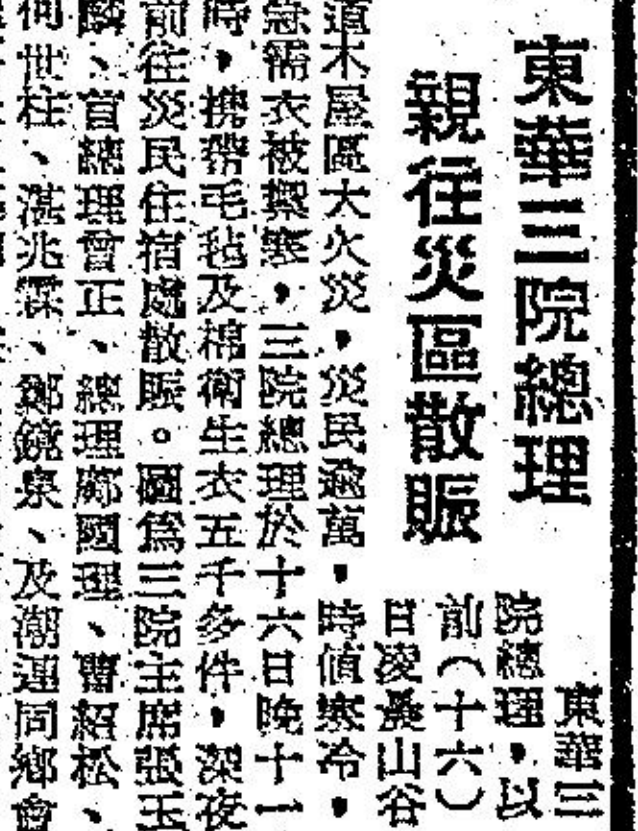 東華三院總理
親往災區散賑
東華三
院總理，以
前（十六）
日凌晨山谷
道木屋區大火災，災民逾萬，時值寒冷，
急需衣被禦寒，三院總理於十六日晚十一
時，携帶毛毡及棉衛生衣五千多件，深夜
前往災民住宿處散賑。圖爲三院主席張玉
麟、首總理曾正、總理鄺國理、曹紹松、
何世柱、湛兆霖、鄭鏡泉、及潮連同鄉會